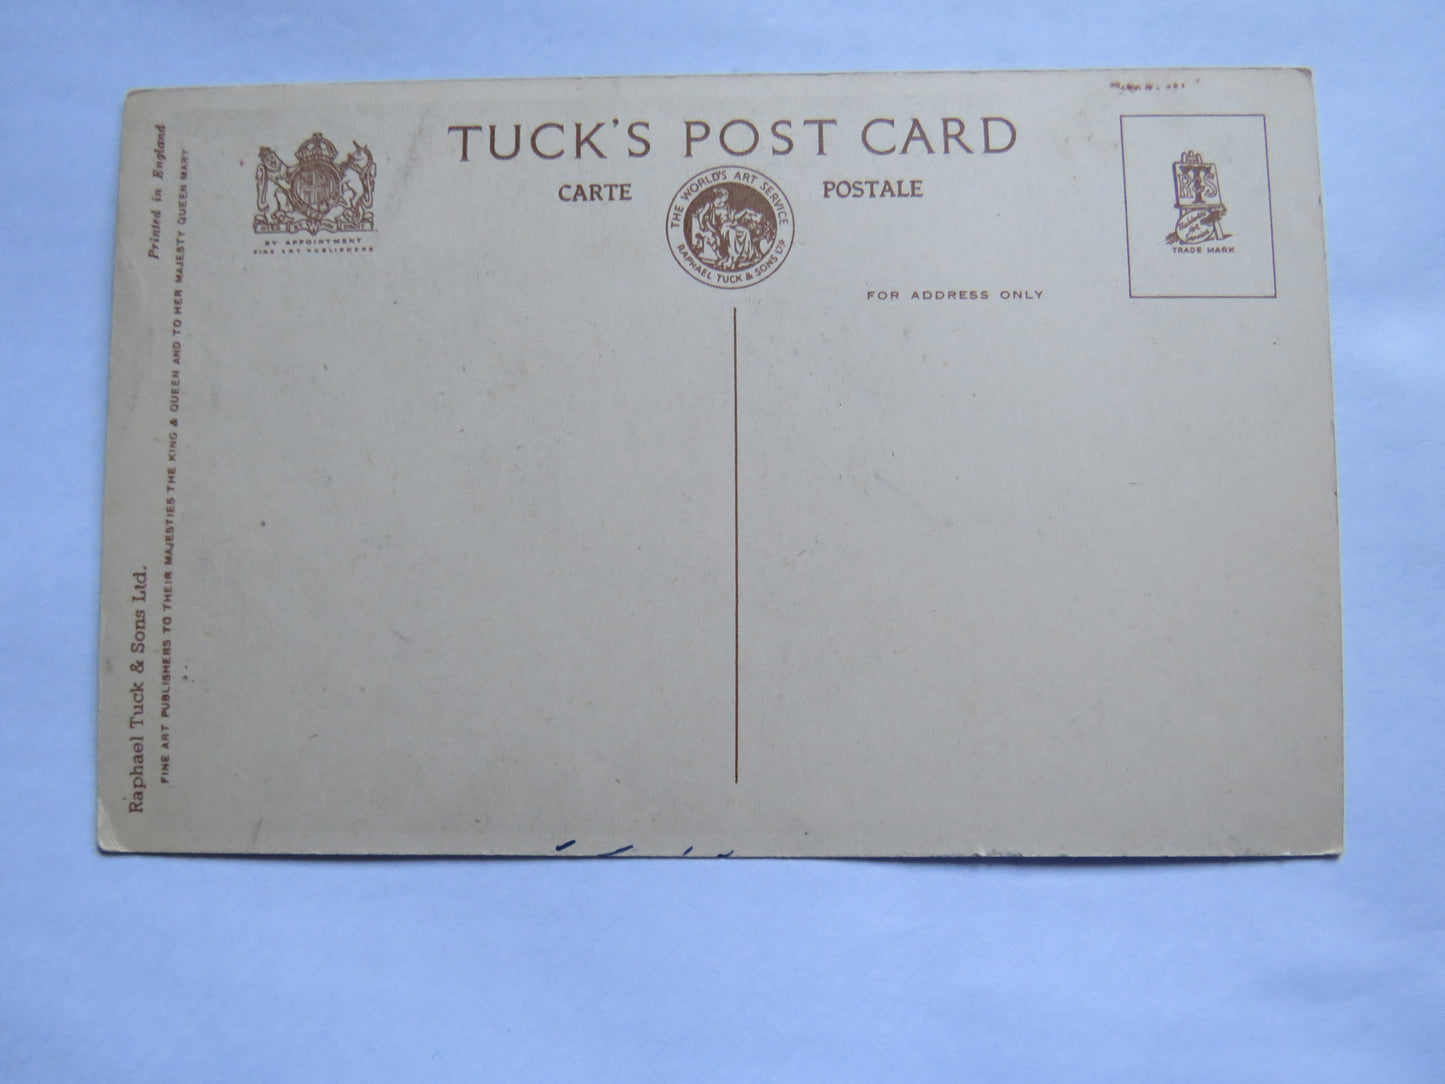 TUCK'S POST CARD
CARTE POSTALE
THE WORLD'S ART SERVICE
RAPHAEL TUCK & SONS LTD
BY APPOINTMENT
FINE ART PUBLISHERS
FOR ADDRESS ONLY
TRADE MARK
Printed in England
Raphael Tuck & Sons Ltd.
FINE ART PUBLISHERS TO THEIR MAJESTIES THE KING & QUEEN AND TO HER MAJESTY QUEEN MARY